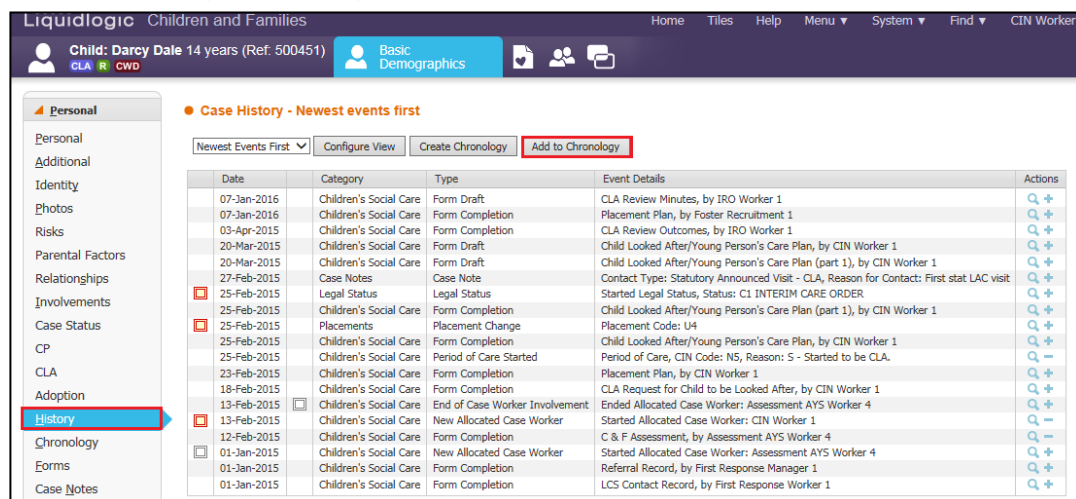 Liquidlogic Children and Families Home Tiles Help Menu ▼ System ▼ Find ▼ CIN Worker
Child: Darcy Dale 14 years (Ref: 500451)
CLA R CWD
Basic
Demographics
Personal
Personal
Additional
Identity
Photos
Risks
Parental Factors
Relationships
Involvements
Case Status
CP
CLA
Adoption
History
Chronology
Forms
Case Notes
Case History - Newest events first
Newest Events First Configure View Create Chronology Add to Chronology
Date Category Type Event Details Actions
07-Jan-2016 Children's Social Care Form Draft CLA Review Minutes, by IRO Worker 1
07-Jan-2016 Children's Social Care Form Completion Placement Plan, by Foster Recruitment 1
03-Apr-2015 Children's Social Care Form Completion CLA Review Outcomes, by IRO Worker 1
20-Mar-2015 Children's Social Care Form Draft Child Looked After/Young Person's Care Plan, by CIN Worker 1
20-Mar-2015 Children's Social Care Form Draft Child Looked After/Young Person's Care Plan (part 1), by CIN Worker 1
27-Feb-2015 Case Notes Case Note Contact Type: Statutory Announced Visit - CLA, Reason for Contact: First stat LAC visit
25-Feb-2015 Legal Status Legal Status Started Legal Status, Status: C1 INTERIM CARE ORDER
25-Feb-2015 Children's Social Care Form Completion Child Looked After/Young Person's Care Plan (part 1), by CIN Worker 1
25-Feb-2015 Placements Placement Change Placement Code: U4
25-Feb-2015 Children's Social Care Form Completion Child Looked After/Young Person's Care Plan, by CIN Worker 1
25-Feb-2015 Children's Social Care Period of Care Started Period of Care, CIN Code: N5, Reason: S - Started to be CLA.
23-Feb-2015 Children's Social Care Form Completion Placement Plan, by CIN Worker 1
18-Feb-2015 Children's Social Care Form Completion CLA Request for Child to be Looked After, by CIN Worker 1
13-Feb-2015 Children's Social Care End of Case Worker Involvement Ended Allocated Case Worker: Assessment AYS Worker 4
13-Feb-2015 Children's Social Care New Allocated Case Worker Started Allocated Case Worker: CIN Worker 1
12-Feb-2015 Children's Social Care Form Completion C & F Assessment, by Assessment AYS Worker 4
01-Jan-2015 Children's Social Care New Allocated Case Worker Started Allocated Case Worker: Assessment AYS Worker 4
01-Jan-2015 Children's Social Care Form Completion Referral Record, by First Response Manager 1
01-Jan-2015 Children's Social Care Form Completion LCS Contact Record, by First Response Worker 1